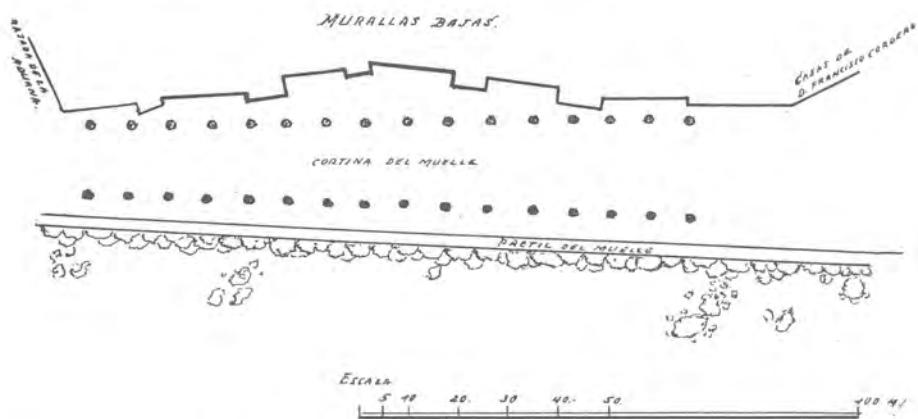 MURALLAS BAJAS.
BAJADA DE LA
ADUANA.
CASAS DE
D. FRANCISCO CORDERO
CORTINA DEL MUELLE
PRETIL DEL MUELLE
ESCALA
5 10 20. 30 40. 50. 100 M/.